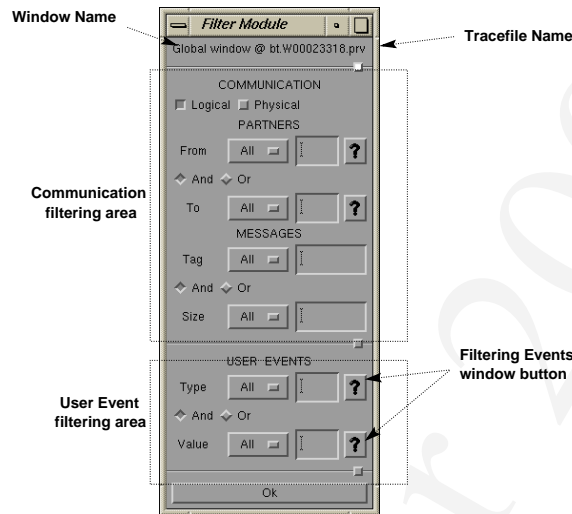 Window Name
Filter Module
Tracefile Name
Global window @ bt.W00023318.prv
COMMUNICATION
Logical Physical
PARTNERS
From All ?
And Or
Communication
filtering area
To All ?
MESSAGES
Tag All
And Or
Size All
USER EVENTS
Filtering Events
window button
Type All ?
User Event
filtering area
And Or
Value All ?
Ok